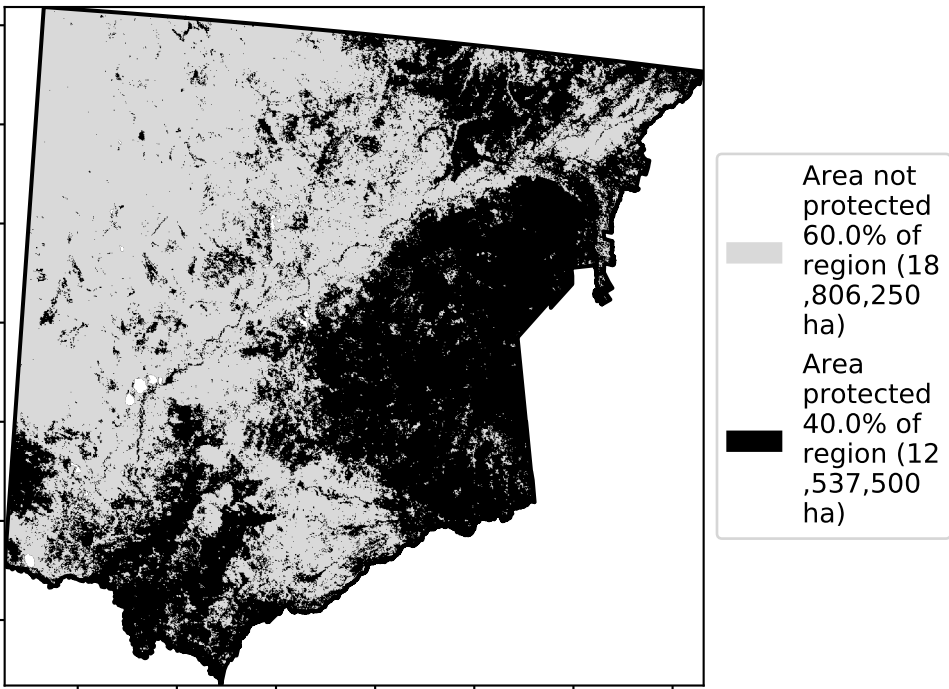 Area not
protected
60.0% of
region (18
,806,250
ha)
Area
protected
40.0% of
region (12
,537,500
ha)